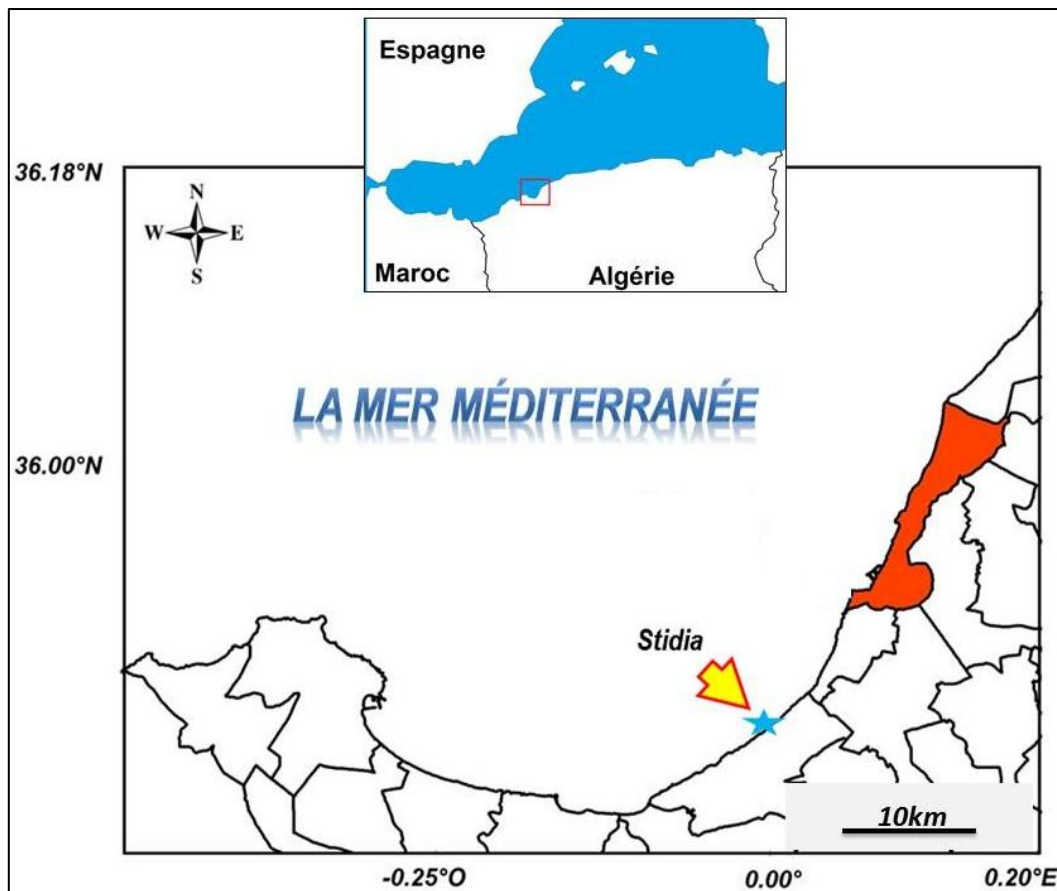 Espagne
Maroc
Algérie
36.18°N
N
W E
S
LA MER MÉDITERRANÉE
36.00°N
Stidia
10km
-0.25°O
0.00°
0.20°E